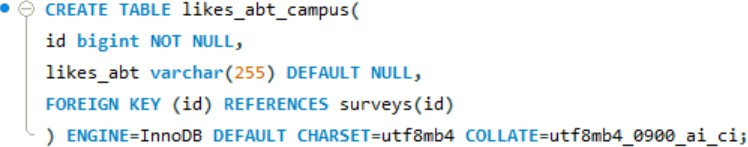 CREATE TABLE likes_abt_campus(
id bigint NOT NULL,
likes_abt varchar(255) DEFAULT NULL,
FOREIGN KEY (id) REFERENCES surveys(id)
) ENGINE=InnoDB DEFAULT CHARSET=utf8mb4 COLLATE=utf8mb4_0900_ai_ci;